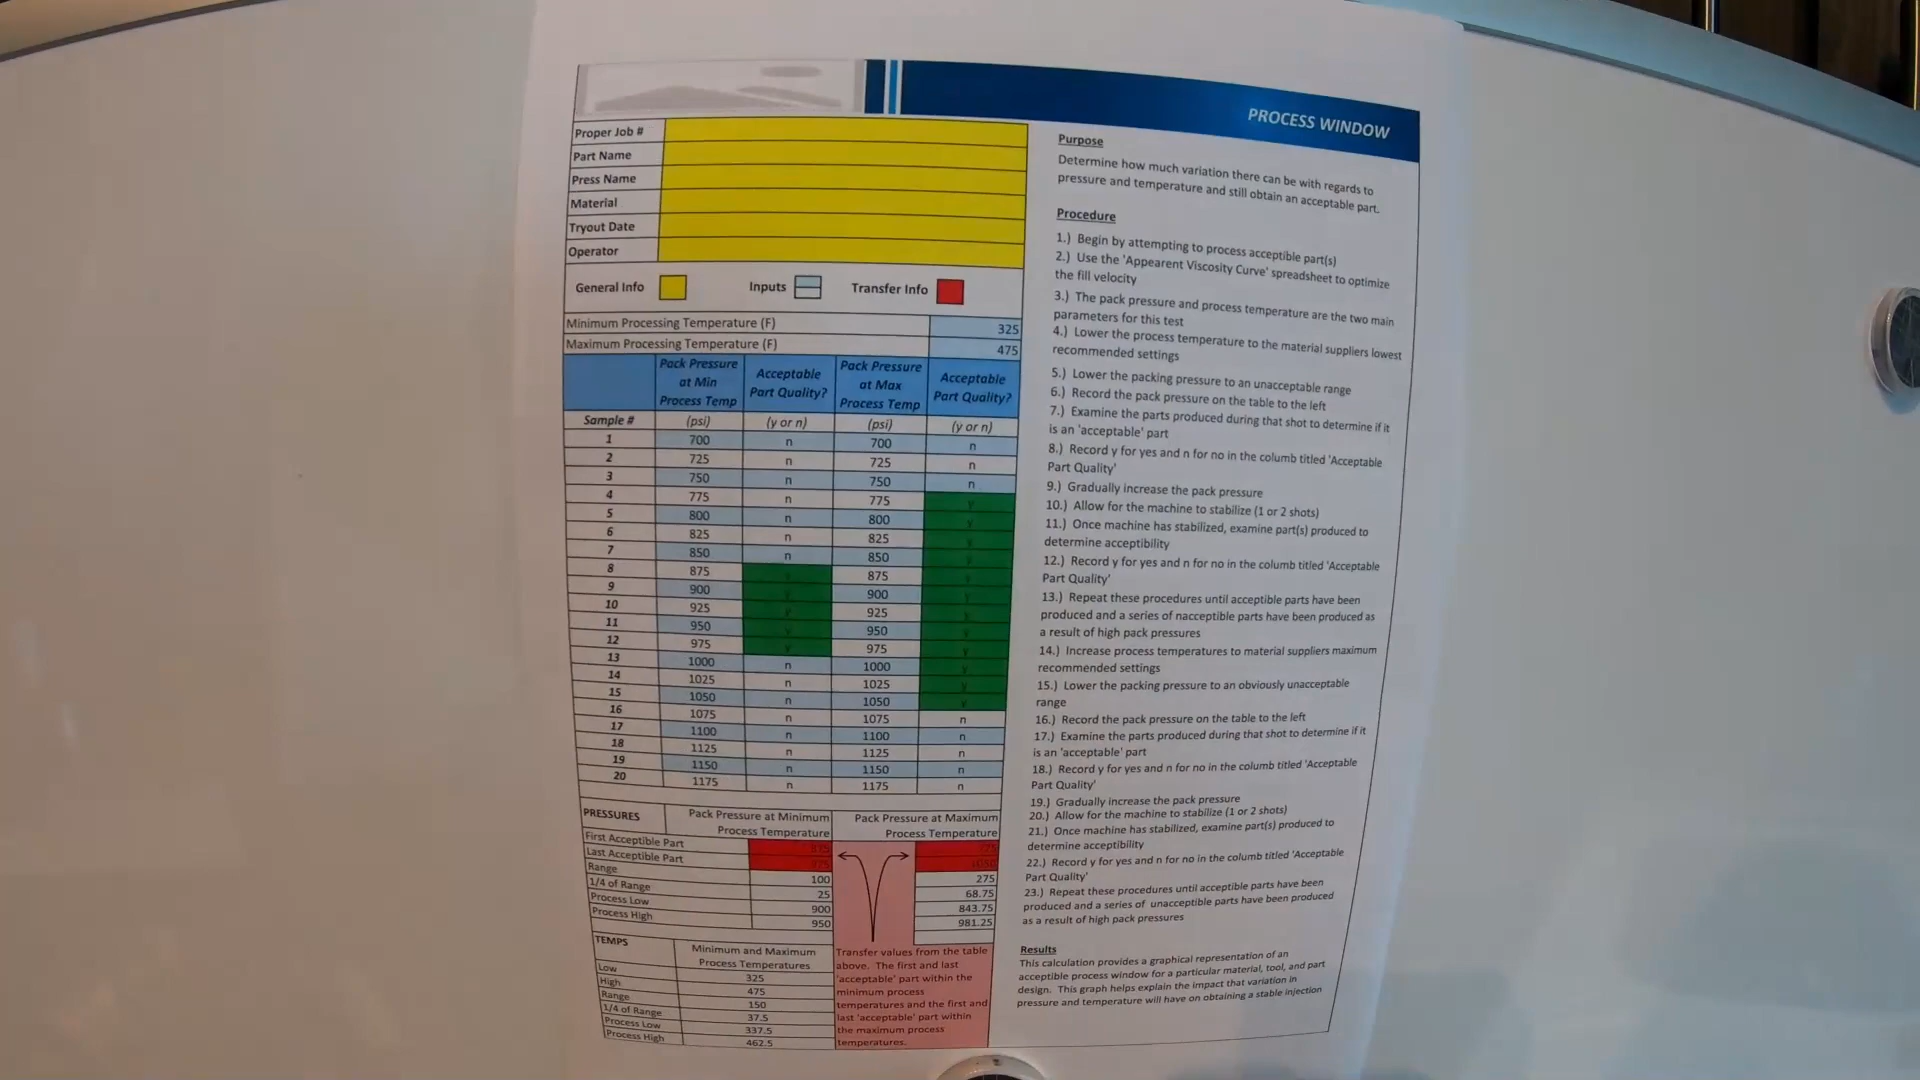 PROCESS WINDOW
Proper Job #
Part Name
Press Name
Material
Tryout Date
Operator
General Info Inputs Transfer Info
Minimum Processing Temperature (F) 325
Maximum Processing Temperature (F) 475
Pack Pressure at Min Process Temp Acceptable Part Quality? Pack Pressure at Max Process Temp Acceptable Part Quality?
Sample # (psi) (y or n) (psi) (y or n)
1 700 n 700 n
2 725 n 725 n
3 750 n 750 n
4 775 n 775 y
5 800 n 800 y
6 825 n 825 y
7 850 n 850 y
8 875 y 875 y
9 900 y 900 y
10 925 y 925 y
11 950 y 950 y
12 975 y 975 y
13 1000 n 1000 y
14 1025 n 1025 y
15 1050 n 1050 y
16 1075 n 1075 n
17 1100 n 1100 n
18 1125 n 1125 n
19 1150 n 1150 n
20 1175 n 1175 n
PRESSURES Pack Pressure at Minimum Process Temperature Pack Pressure at Maximum Process Temperature
First Acceptible Part 875 775
Last Acceptible Part 975 1050
Range 100 275
1/4 of Range 25 68.75
Process Low 900 843.75
Process High 950 981.25
TEMPS Minimum and Maximum Process Temperatures
Low 325
High 475
Range 150
1/4 of Range 37.5
Process Low 337.5
Process High 462.5
Transfer values from the table
above. The first and last
'acceptable' part within the
minimum process
temperatures and the first and
last 'acceptable' part within
the maximum process
temperatures.
Purpose
Determine how much variation there can be with regards to
pressure and temperature and still obtain an acceptable part.
Procedure
1.) Begin by attempting to process acceptible part(s)
2.) Use the 'Appearent Viscosity Curve' spreadsheet to optimize
the fill velocity
3.) The pack pressure and process temperature are the two main
parameters for this test
4.) Lower the process temperature to the material suppliers lowest
recommended settings
5.) Lower the packing pressure to an unacceptable range
6.) Record the pack pressure on the table to the left
7.) Examine the parts produced during that shot to determine if it
is an 'acceptable' part
8.) Record y for yes and n for no in the columb titled 'Acceptable
Part Quality'
9.) Gradually increase the pack pressure
10.) Allow for the machine to stabilize (1 or 2 shots)
11.) Once machine has stabilized, examine part(s) produced to
determine acceptibility
12.) Record y for yes and n for no in the columb titled 'Acceptable
Part Quality'
13.) Repeat these procedures until acceptible parts have been
produced and a series of nacceptible parts have been produced as
a result of high pack pressures
14.) Increase process temperatures to material suppliers maximum
recommended settings
15.) Lower the packing pressure to an obviously unacceptable
range
16.) Record the pack pressure on the table to the left
17.) Examine the parts produced during that shot to determine if it
is an 'acceptable' part
18.) Record y for yes and n for no in the columb titled 'Acceptable
Part Quality'
19.) Gradually increase the pack pressure
20.) Allow for the machine to stabilize (1 or 2 shots)
21.) Once machine has stabilized, examine part(s) produced to
determine acceptibility
22.) Record y for yes and n for no in the columb titled 'Acceptable
Part Quality'
23.) Repeat these procedures until acceptible parts have been
produced and a series of unacceptible parts have been produced
as a result of high pack pressures
Results
This calculation provides a graphical representation of an
acceptible process window for a particular material, tool, and part
design. This graph helps explain the impact that variation in
pressure and temperature will have on obtaining a stable injection